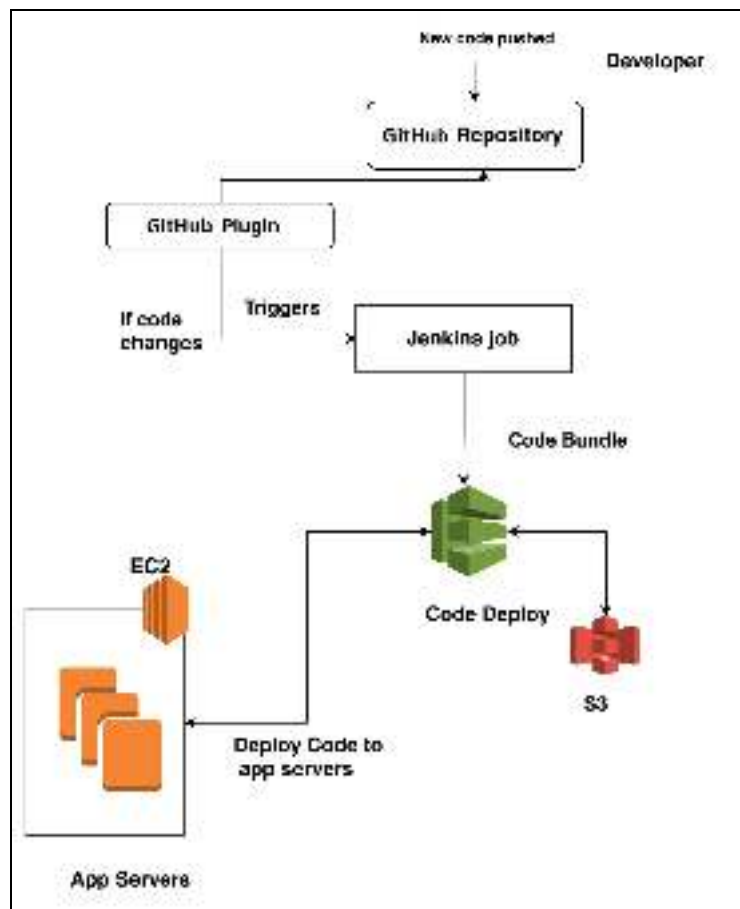 New code pushed
Developer
GitHub Repository
GitHub Plugin
Triggers
If code
changes
Jenkins job
Code Bundle
EC2
Code Deploy
S3
Deploy Code to
app servers
App Servers